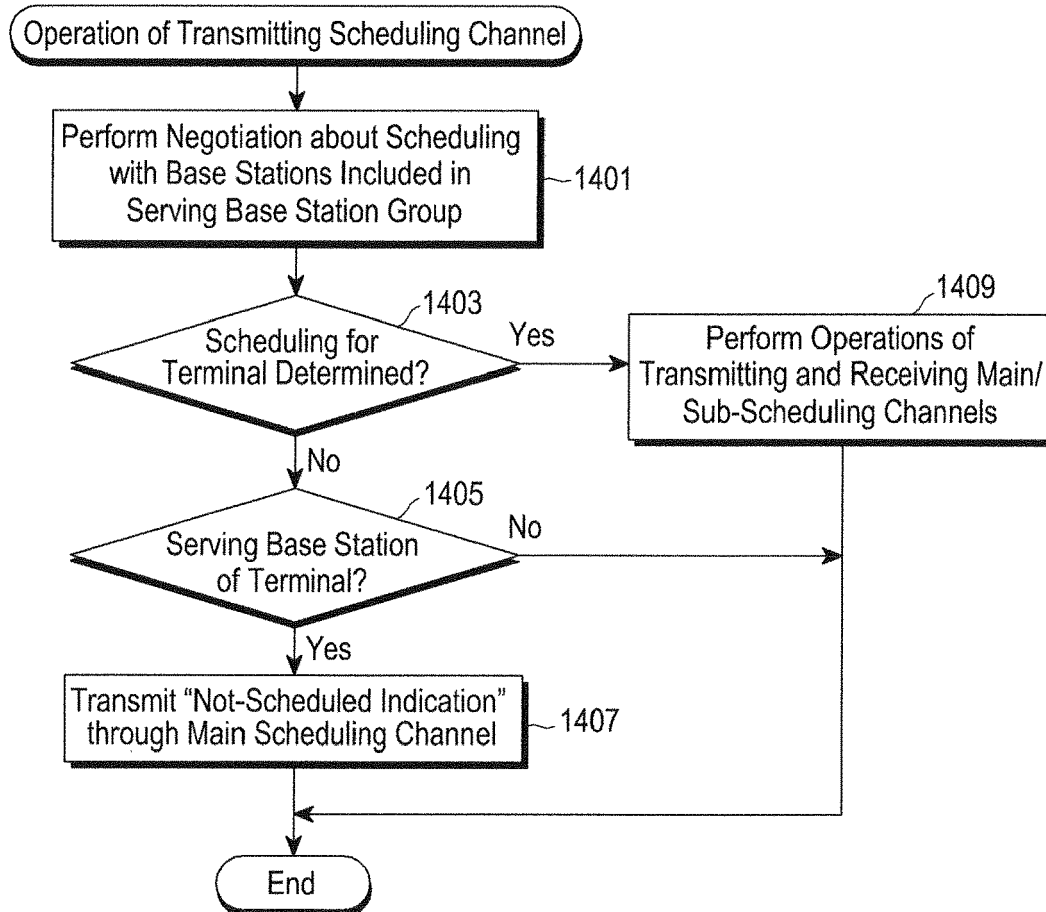 Operation of Transmitting Scheduling Channel
Perform Negotiation about Scheduling
with Base Stations Included in
Serving Base Station Group
1401
1403
Scheduling for
Terminal Determined?
Yes
1409
Perform Operations of
Transmitting and Receiving Main/
Sub-Scheduling Channels
No
1405
Serving Base Station
of Terminal?
No
Yes
Transmit “Not-Scheduled Indication”
through Main Scheduling Channel
1407
End